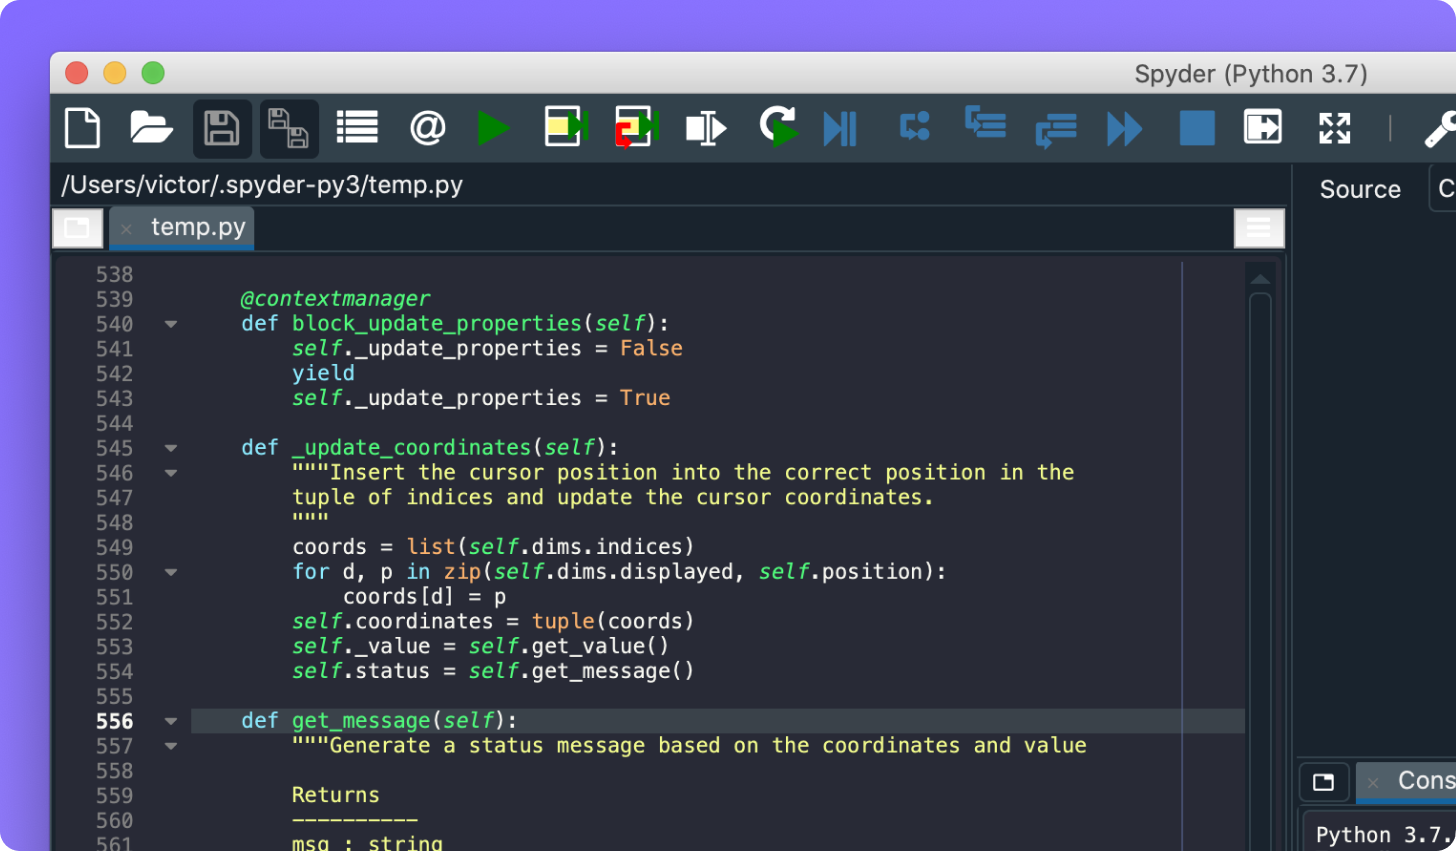 Spyder (Python 3.7)
@
/Users/victor/.spyder-py3/temp.py
Source
C
× temp.py
538
539 @contextmanager
540 def block_update_properties(self):
541 self._update_properties = False
542 yield
543 self._update_properties = True
544
545 def _update_coordinates(self):
546 """Insert the cursor position into the correct position in the
547 tuple of indices and update the cursor coordinates.
548 """
549 coords = list(self.dims.indices)
550 for d, p in zip(self.dims.displayed, self.position):
551 coords[d] = p
552 self.coordinates = tuple(coords)
553 self._value = self.get_value()
554 self.status = self.get_message()
555
556 def get_message(self):
557 """Generate a status message based on the coordinates and value
558
559 Returns
560 ----------
561 msg : string
× Cons
Python 3.7.